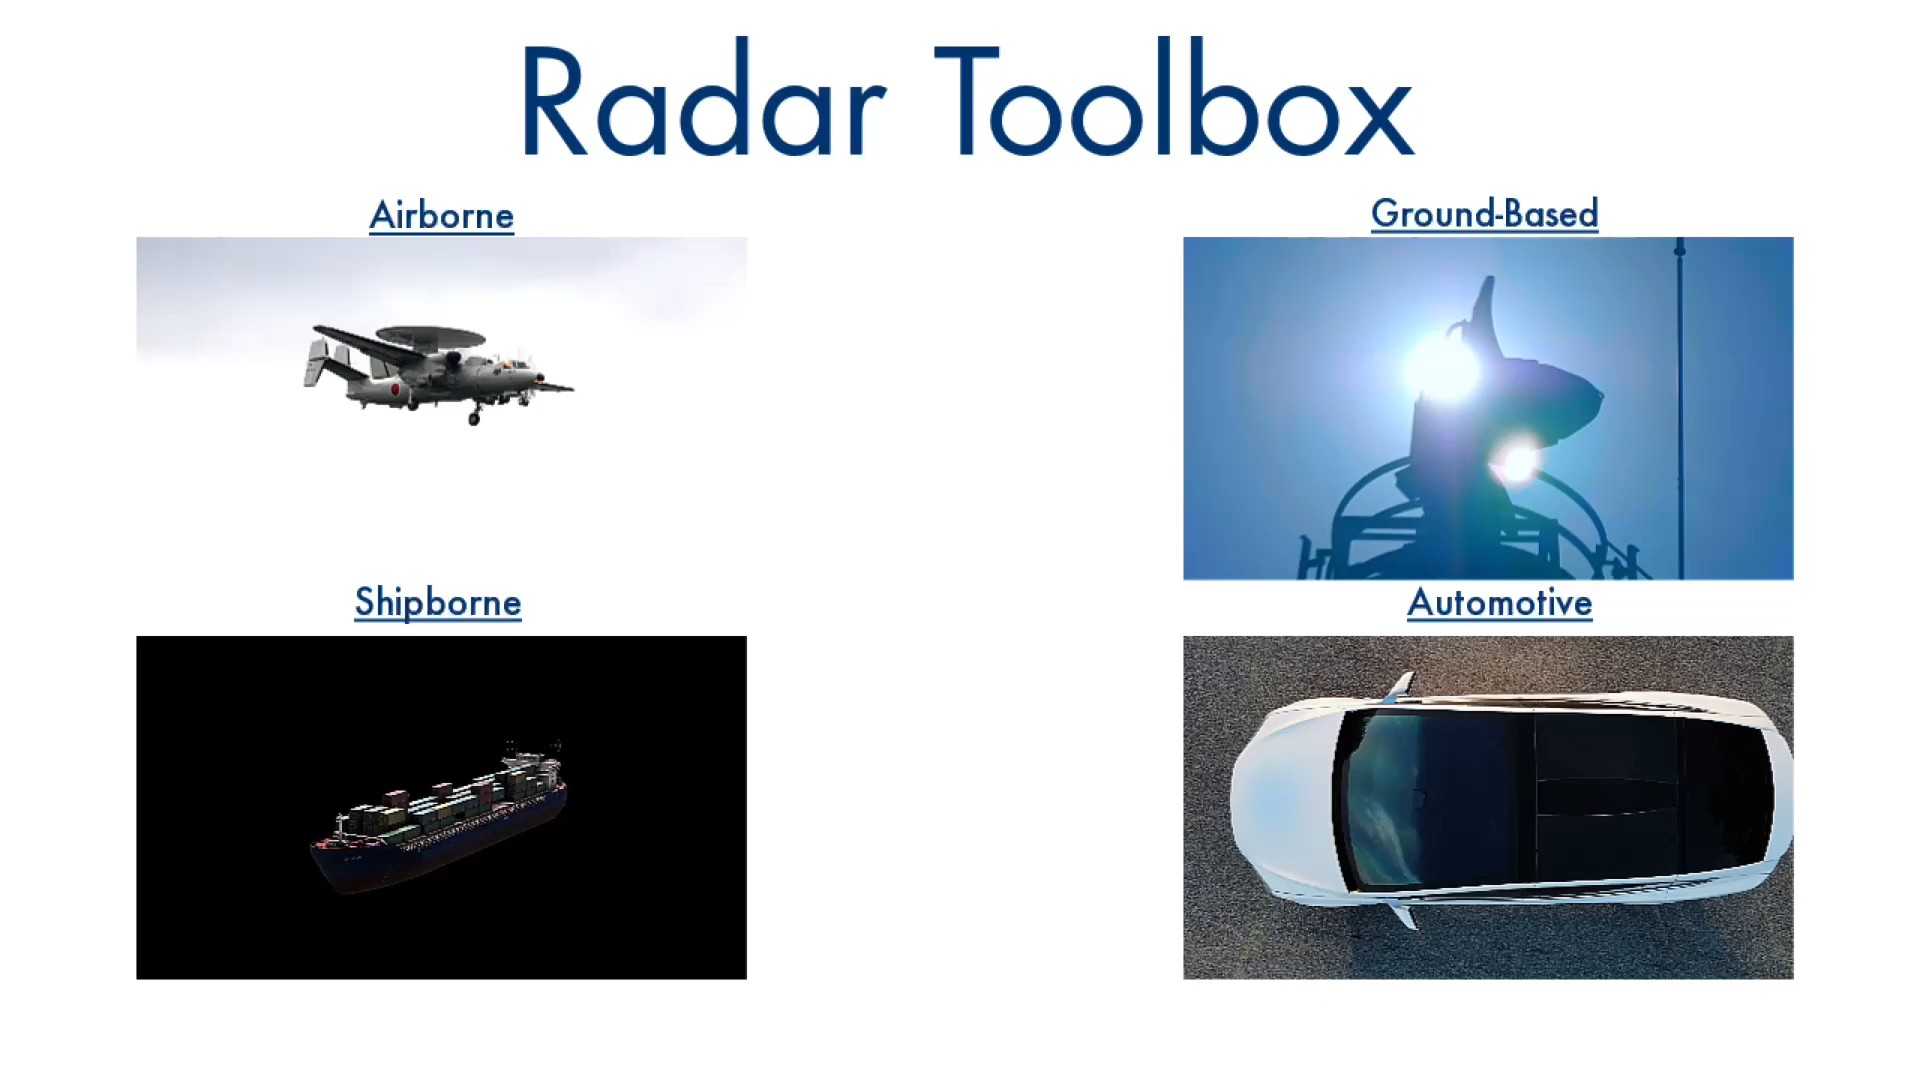 Radar Toolbox
Airborne
Ground-Based
Shipborne
Automotive